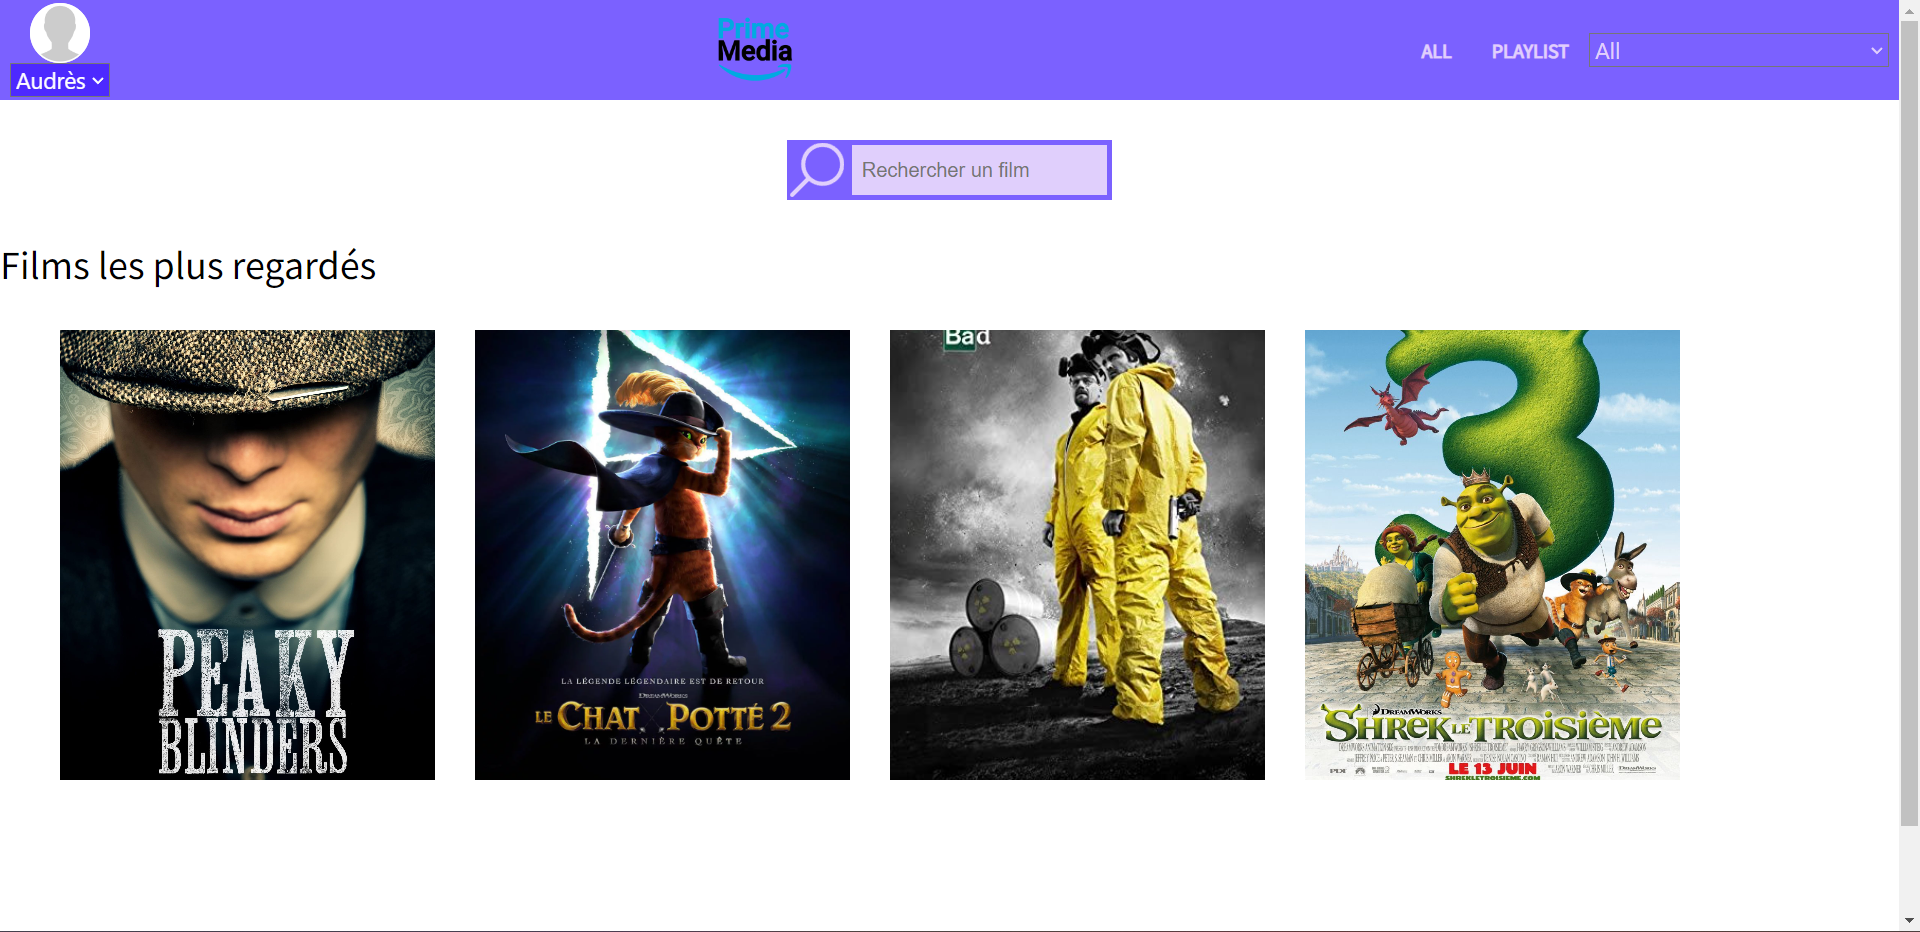 Audrès
Prime
Media
ALL
PLAYLIST
All
Rechercher un film
Films les plus regardés
PEAKY
BLINDERS
LA LÉGENDE LÉGENDAIRE EST DE RETOUR
DREAMWORKS
LE CHAT POTTÉ 2
LA DERNIÈRE QUÊTE
Bad
DREAMWORKS
SHREK LE TROISIÈME
LE 13 JUIN
SHREKLETROISIEME.COM